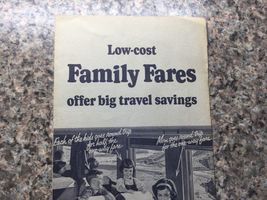 Low-cost
Family Fares
offer big travel savings
Each of the kids goes round trip
for half the
one-way fare
Mom goes round trip
for the one-way fare